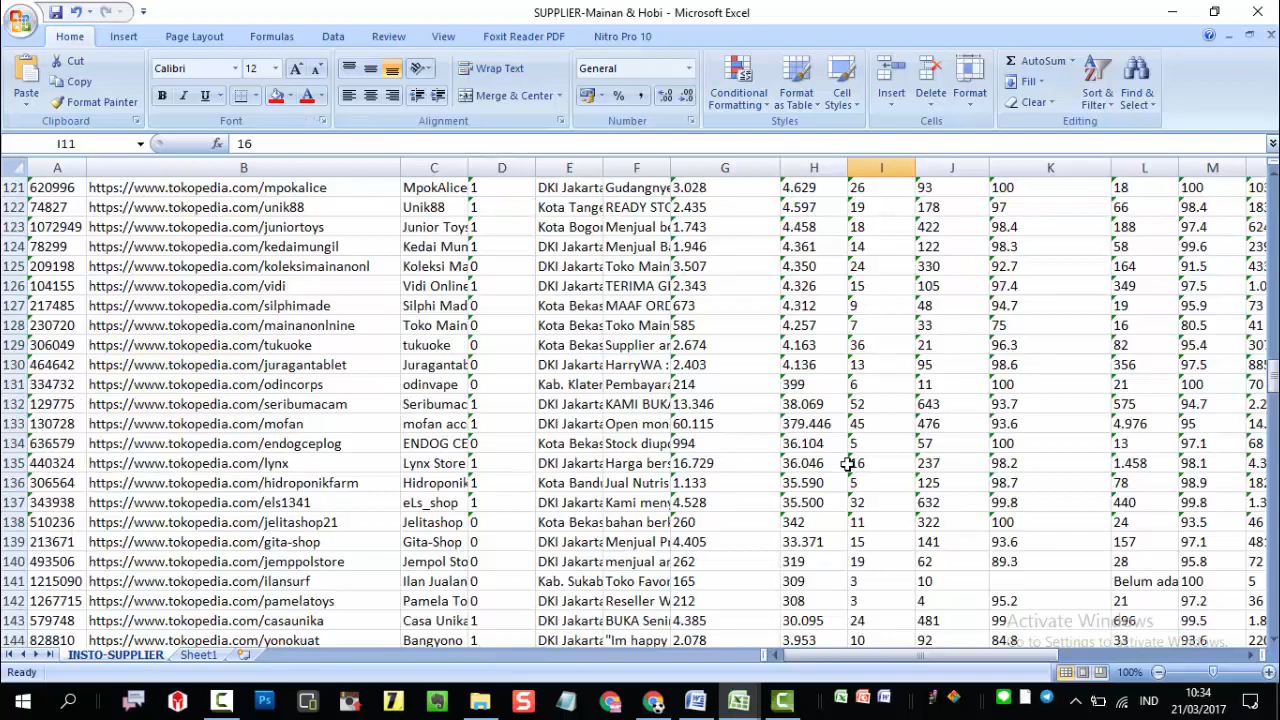 SUPPLIER-Mainan & Hobi - Microsoft Excel
Home Insert Page Layout Formulas Data Review View Foxit Reader PDF Nitro Pro 10
Cut
Copy
Format Painter
Paste
Clipboard
Calibri 12
B I U
Font
Wrap Text
Merge & Center
Alignment
General
Number
Conditional Formatting
Format as Table
Cell Styles
Styles
Insert Delete Format
Cells
AutoSum
Fill
Clear
Sort & Filter
Find & Select
Editing
I11 fx 16
A B C D E F G H I J K L M
121 620996 https://www.tokopedia.com/mpokalice MpokAlice 1 DKI Jakarta Gudangnye 3.028 4.629 26 93 100 18 100 103
122 74827 https://www.tokopedia.com/unik88 Unik88 1 Kota Tange READY STO 2.435 4.597 19 178 97 66 98.4 183
123 1072949 https://www.tokopedia.com/juniortoys Junior Toys 1 Kota Bogor Menjual be 1.743 4.458 18 422 98.4 188 97.4 624
124 78299 https://www.tokopedia.com/kedaimungil Kedai Mun 1 DKI Jakarta Menjual Ba 1.946 4.361 14 122 98.3 58 99.6 239
125 209198 https://www.tokopedia.com/koleksimainanonl Koleksi Ma 0 DKI Jakarta Toko Main 3.507 4.350 24 330 92.7 164 91.5 433
126 104155 https://www.tokopedia.com/vidi Vidi Online 1 DKI Jakarta TERIMA G 2.343 4.326 15 105 97.4 349 97.5 1.0
127 217485 https://www.tokopedia.com/silphimade Silphi Mad 0 Kota Bekas MAAF ORD 673 4.312 9 48 94.7 19 95.9 73
128 230720 https://www.tokopedia.com/mainanonlnine Toko Main 0 Kota Bekas Toko Main 585 4.257 7 33 75 16 80.5 41
129 306049 https://www.tokopedia.com/tukuoke tukuoke 0 Kota Bekas Supplier an 2.674 4.163 36 21 96.3 82 95.4 307
130 464642 https://www.tokopedia.com/juragantablet Juragantab 0 DKI Jakarta HarryWA : 2.403 4.136 13 95 98.6 356 97.5 885
131 334732 https://www.tokopedia.com/odincorps odinvape 0 Kab. Klaten Pembayara 214 399 6 11 100 21 100 70
132 129775 https://www.tokopedia.com/seribumacam Seribumac 1 DKI Jakarta KAMI BUKA 13.346 38.069 52 643 93.7 575 94.7 2.2
133 130728 https://www.tokopedia.com/mofan mofan acc 1 DKI Jakarta Open mon 60.115 379.446 45 476 93.6 4.976 95 14.
134 636579 https://www.tokopedia.com/endogceplog ENDOG CE 0 Kota Bekas Stock diup 994 36.104 5 57 100 13 97.1 68
135 440324 https://www.tokopedia.com/lynx Lynx Store 1 DKI Jakarta Harga bers 16.729 36.046 16 237 98.2 1.458 98.1 4.3
136 306564 https://www.tokopedia.com/hidroponikfarm Hidroponik 1 Kota Bandu Jual Nutris 1.133 35.590 5 125 98.7 78 98.9 182
137 343938 https://www.tokopedia.com/els1341 eLs_shop 1 DKI Jakarta Kami meny 4.528 35.500 32 632 99.8 440 99.8 1.3
138 510236 https://www.tokopedia.com/jelitashop21 Jelitashop 0 Kota Bekas bahan berk 260 342 11 322 100 24 93.5 46
139 213671 https://www.tokopedia.com/gita-shop Gita-Shop 0 DKI Jakarta Menjual P 4.405 33.371 15 141 93.6 157 97.1 481
140 493506 https://www.tokopedia.com/jemppolstore Jempol Sto 0 DKI Jakarta menjual an 262 319 19 62 89.3 28 95.8 72
141 1215090 https://www.tokopedia.com/ilansurf Ilan Jualan 0 Kab. Sukab Toko Favor 165 309 3 10 Belum ada 100 5
142 1267715 https://www.tokopedia.com/pamelatoys Pamela To 0 DKI Jakarta Reseller W 212 308 3 4 95.2 21 97.2 36
143 579748 https://www.tokopedia.com/casaunika Casa Unika 1 DKI Jakarta BUKA Seni 4.385 30.095 24 481 99 696 99.5 1.8
144 828810 https://www.tokopedia.com/yonokuat Bangyono 1 DKI Jakarta "Im happy 2.078 3.953 10 92 84.8 33 93.6 220
Activate Windows
Go to Settings to Activate Windows.
INSTO-SUPPLIER Sheet1
Ready 100%
IND 10:34
21/03/2017